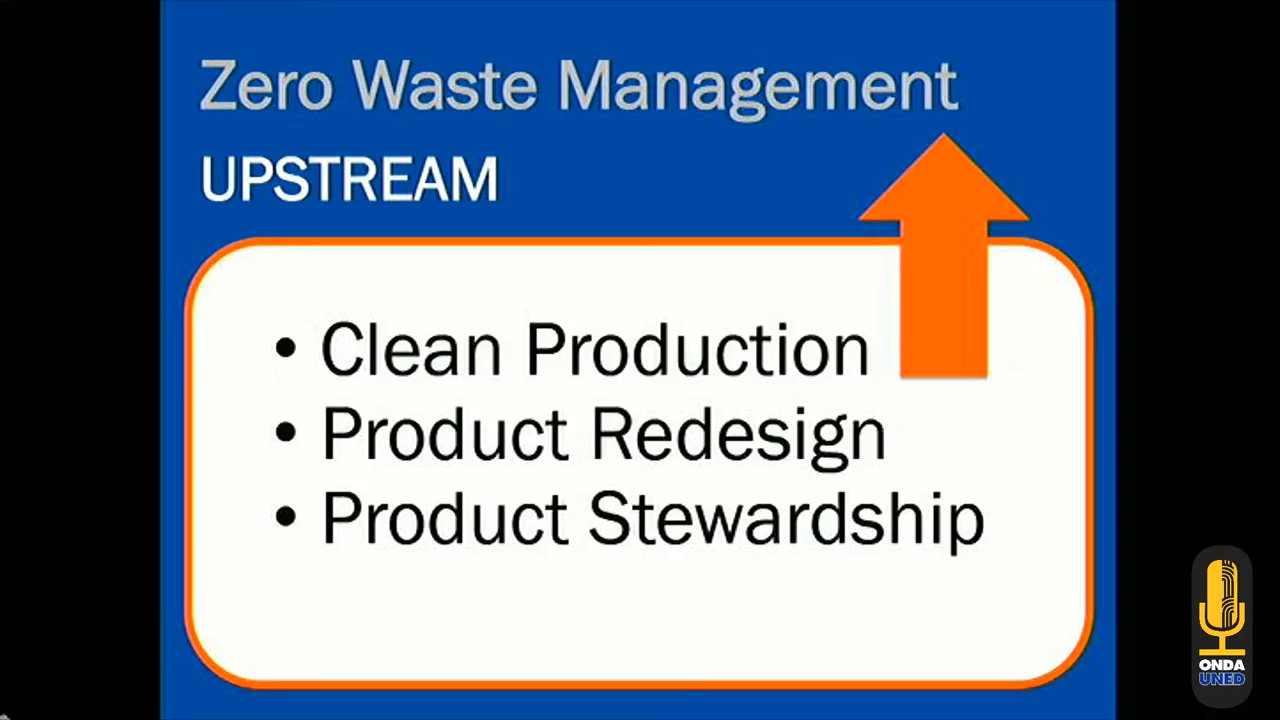 Zero Waste Management
UPSTREAM
• Clean Production
• Product Redesign
• Product Stewardship
ONDA
UNED